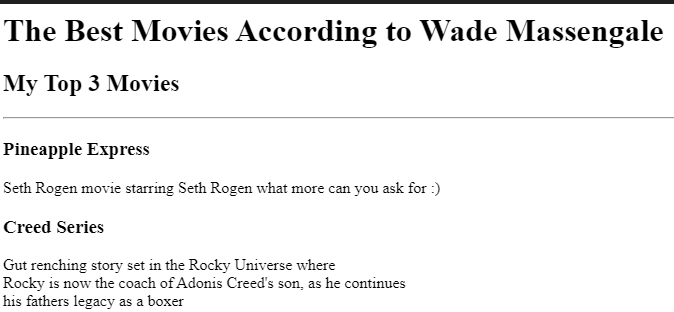 The Best Movies According to Wade Massengale
My Top 3 Movies
Pineapple Express
Seth Rogen movie starring Seth Rogen what more can you ask for :)
Creed Series
Gut renching story set in the Rocky Universe where
Rocky is now the coach of Adonis Creed's son, as he continues
his fathers legacy as a boxer